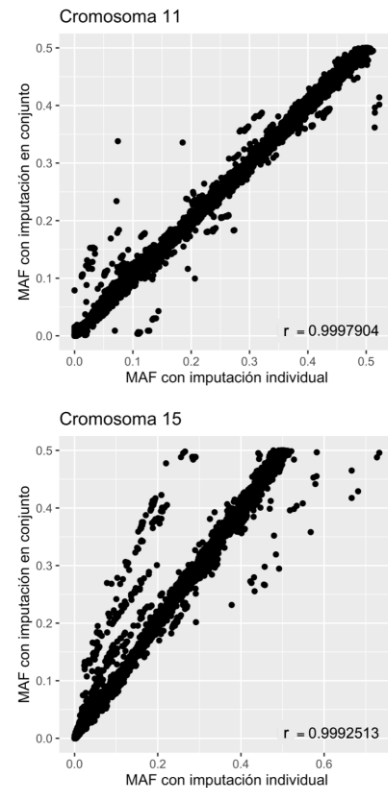 Cromosoma 11
MAF con imputación en conjunto
0.5
0.4
0.3
0.2
0.1
0.0
r = 0.9997904
0.0 0.1 0.2 0.3 0.4 0.5
MAF con imputación individual
Cromosoma 15
MAF con imputación en conjunto
0.5
0.4
0.3
0.2
0.1
0.0
r = 0.9992513
0.0 0.2 0.4 0.6
MAF con imputación individual